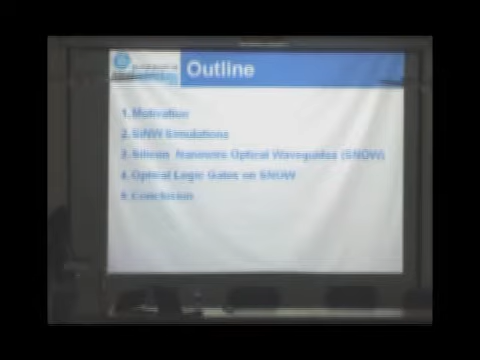 Outline
1. Motivation
2. SiNW Simulations
3. Silicon Nanowire Optical Waveguides (SNOW)
4. Optical Logic Gates on SNOW
5. Conclusion